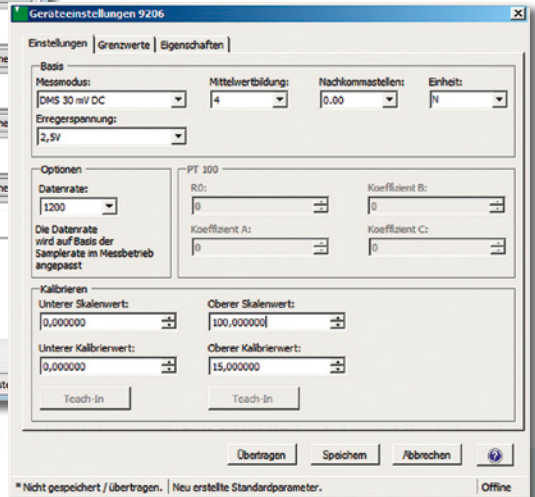 Geräteeinstellungen 9206
Einstellungen Grenzwerte Eigenschaften
Basis
Messmodus: Mittelwertbildung: Nachkommastellen: Einheit:
DMS 30 mV DC 4 0.00 N
Erregerspannung:
2,5V
Optionen
Datenrate:
1200
Die Datenrate
wird auf Basis der
Samplerate im Messbetrieb
angepasst
PT 100
R0: Koeffizient B:
0 0
Koeffizient A: Koeffizient C:
0 0
Kalibrieren
Unterer Skalenwert: Oberer Skalenwert:
0,000000 100,000000
Unterer Kalibrierwert: Oberer Kalibrierwert:
0,000000 15,000000
Teach-In Teach-In
Übertragen Speichern Abbrechen
* Nicht gespeichert / übertragen. Neu erstellte Standardparameter. Offline